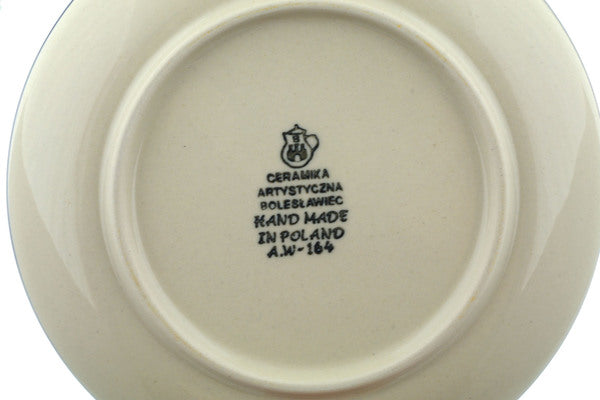 B
CERAMIKA
ARTYSTYCZNA
BOLESŁAWIEC
HAND MADE
IN POLAND
A.W-164